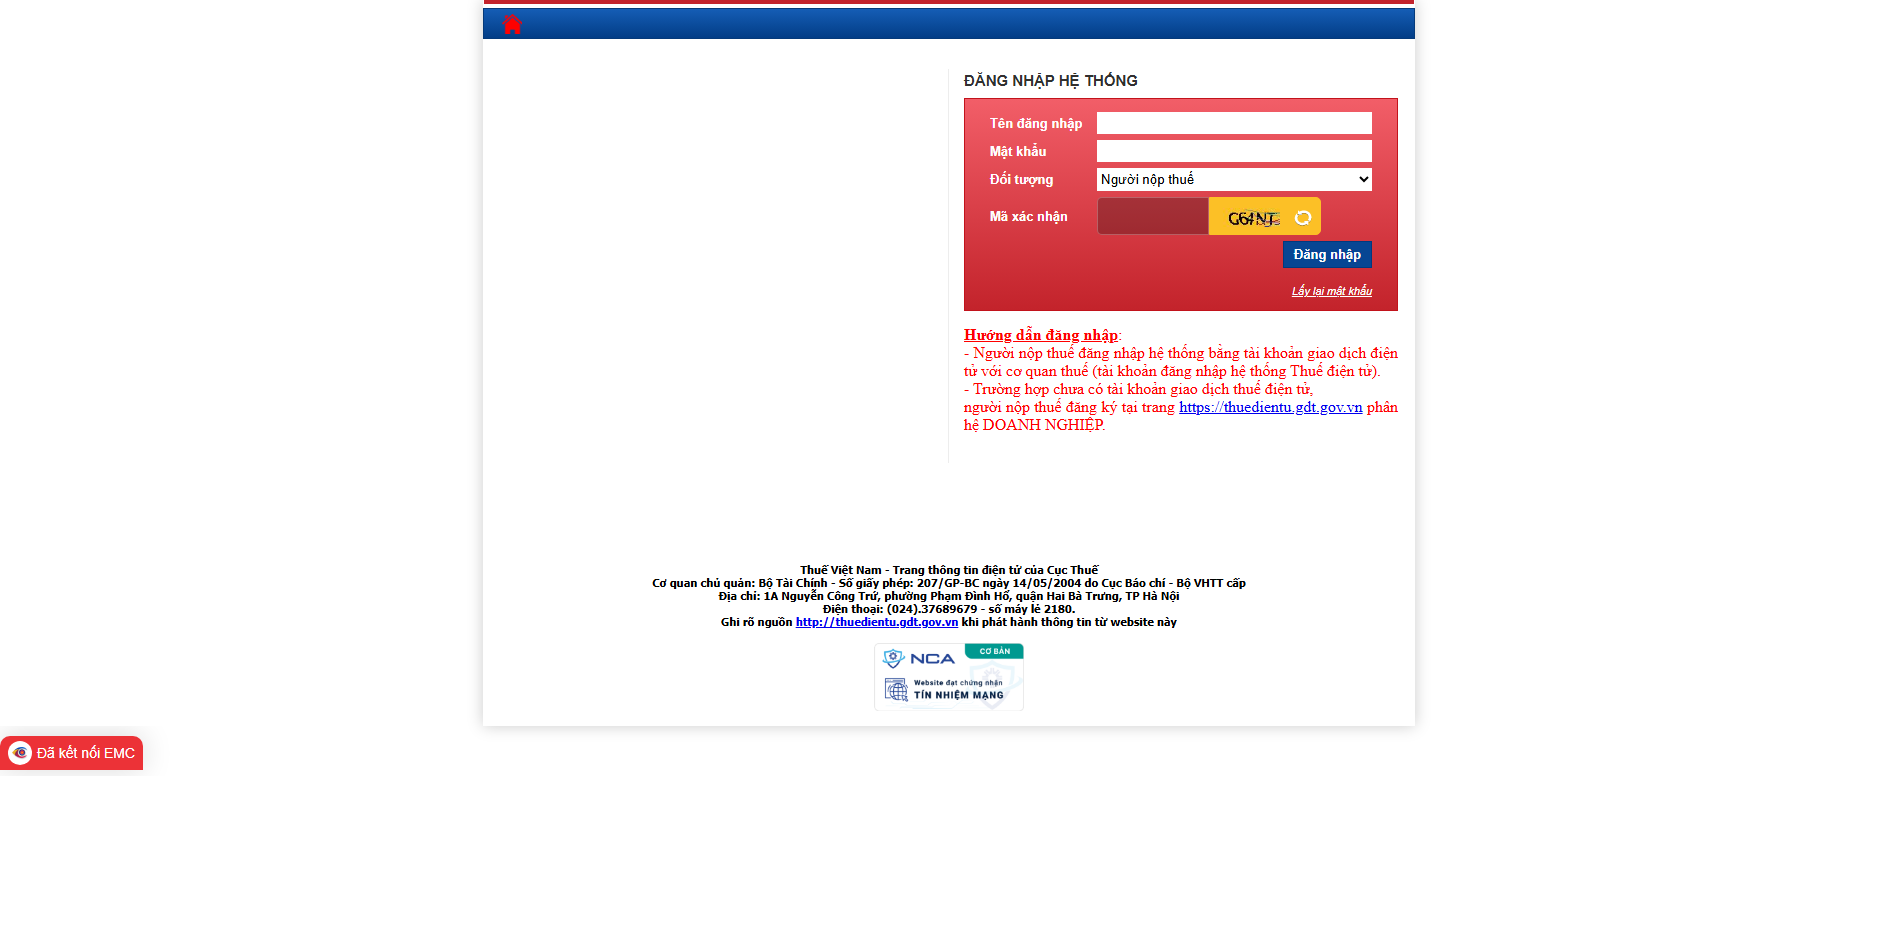 ĐĂNG NHẬP HỆ THỐNG
Tên đăng nhập
Mật khẩu
Đối tượng
Người nộp thuế
Mã xác nhận
Đăng nhập
Lấy lại mật khẩu
Hướng dẫn đăng nhập:
- Người nộp thuế đăng nhập hệ thống bằng tài khoản giao dịch điện
tử với cơ quan thuế (tài khoản đăng nhập hệ thống Thuế điện tử).
- Trường hợp chưa có tài khoản giao dịch thuế điện tử,
người nộp thuế đăng ký tại trang https://thuedientu.gdt.gov.vn phân
hệ DOANH NGHIỆP.
Thuế Việt Nam - Trang thông tin điện tử của Cục Thuế
Cơ quan chủ quản: Bộ Tài Chính - Số giấy phép: 207/GP-BC ngày 14/05/2004 do Cục Báo chí - Bộ VHTT cấp
Địa chỉ: 1A Nguyễn Công Trứ, phường Phạm Đình Hổ, quận Hai Bà Trưng, TP Hà Nội
Điện thoại: (024).37689679 - số máy lẻ 2180.
Ghi rõ nguồn http://thuedientu.gdt.gov.vn khi phát hành thông tin từ website này
NCA
CƠ BẢN
Website đạt chứng nhận
TÍN NHIỆM MẠNG
Đã kết nối EMC